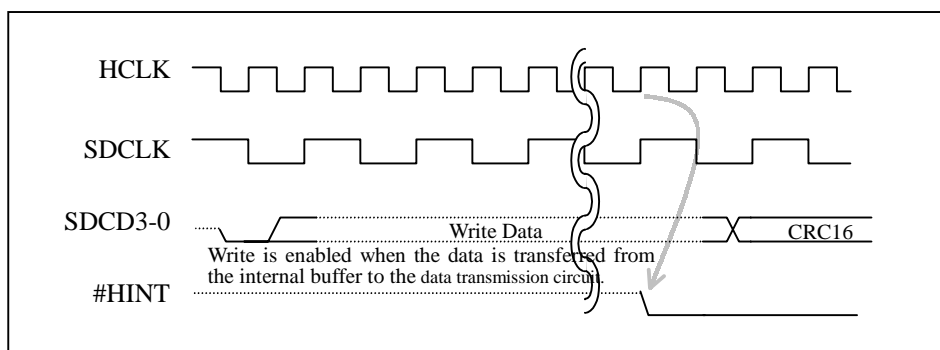 HCLK
SDCLK
SDCD3-0
Write Data
CRC16
Write is enabled when the data is transferred from
the internal buffer to the data transmission circuit.
#HINT